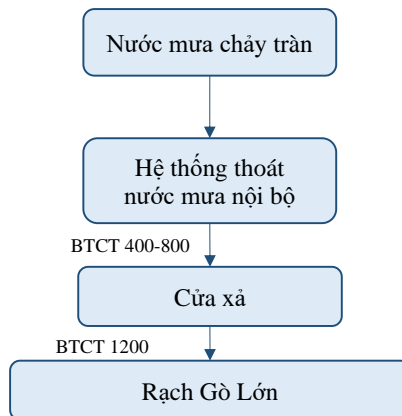 Nước mưa chảy tràn
Hệ thống thoát
nước mưa nội bộ
BTCT 400-800
Cửa xả
BTCT 1200
Rạch Gò Lớn